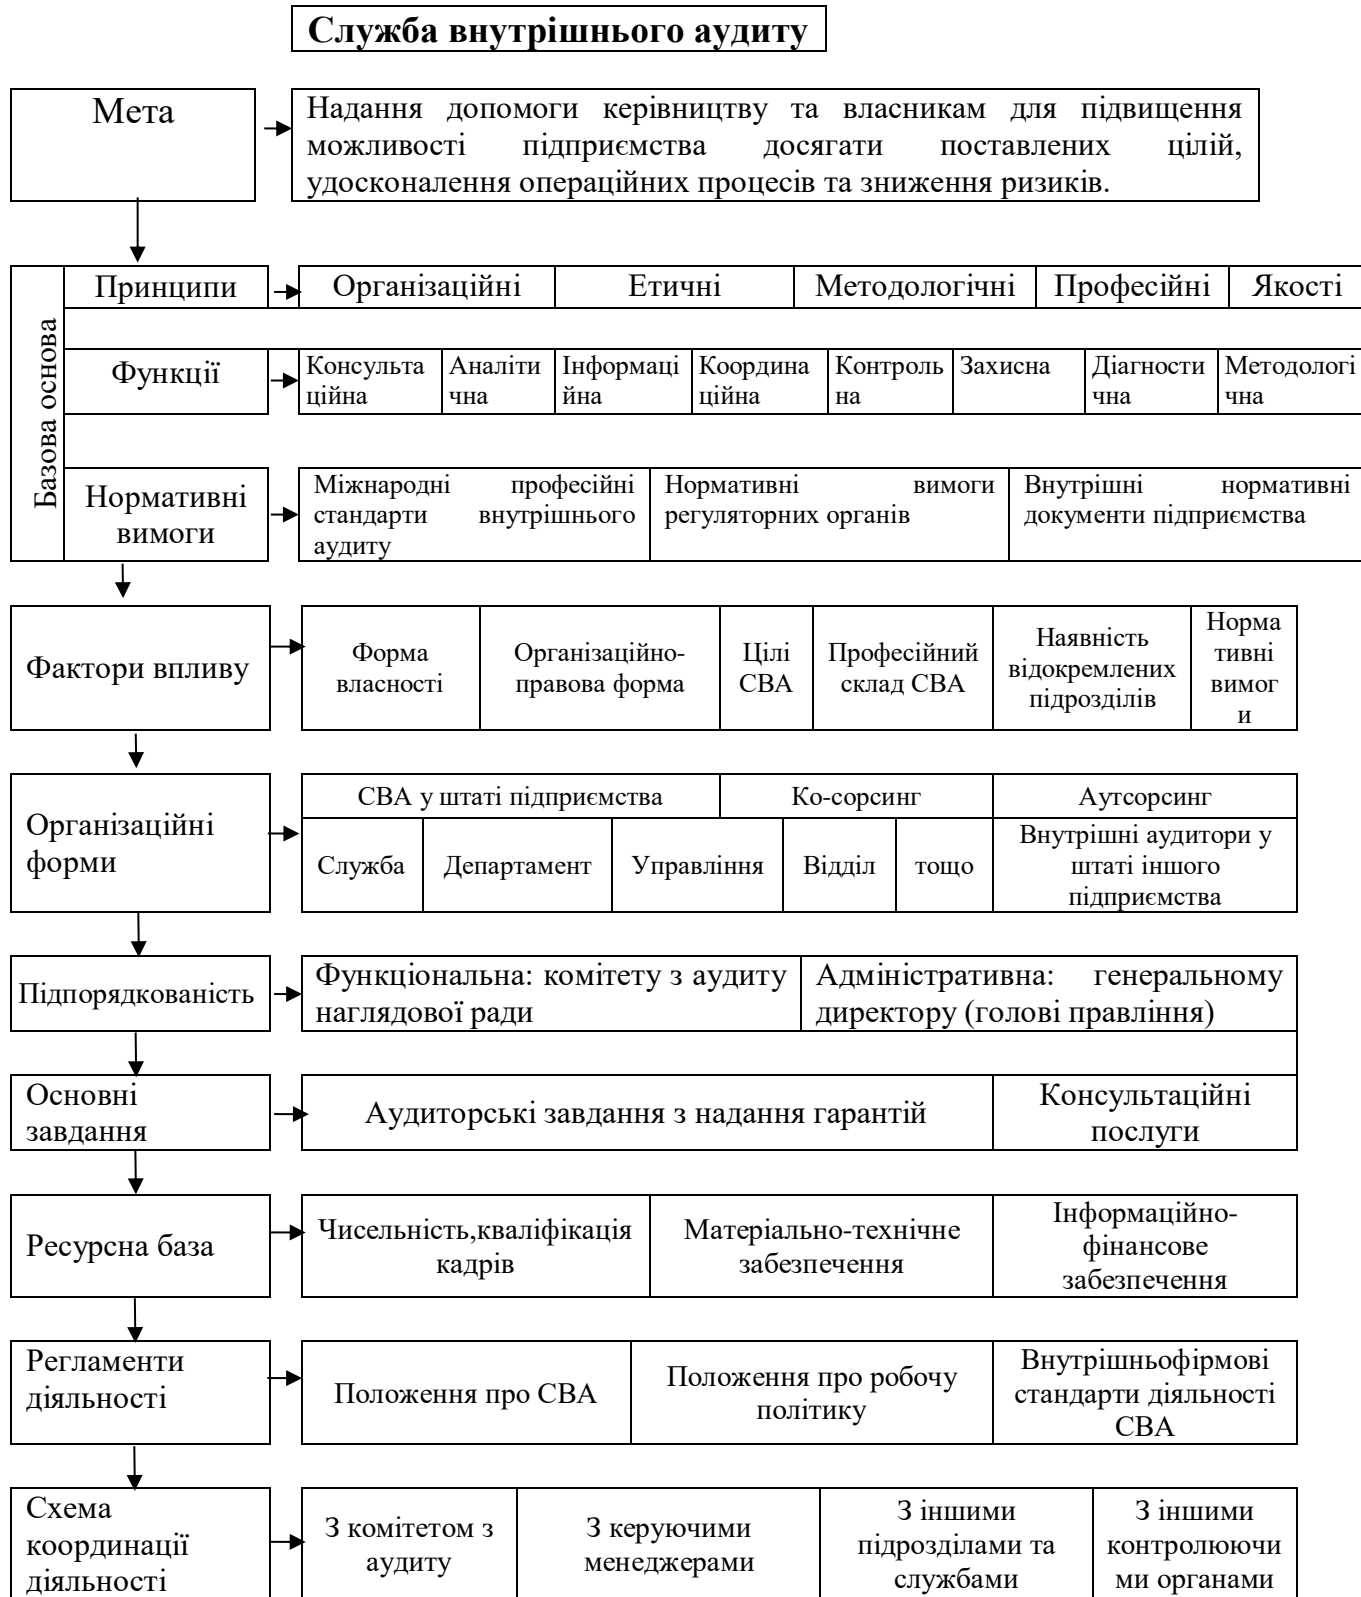 Служба внутрішнього аудиту
Мета
Надання допомоги керівництву та власникам для підвищення
можливості підприємства досягати поставлених цілій,
удосконалення операційних процесів та зниження ризиків.
Базова основа
Принципи
Організаційні
Етичні
Методологічні
Професійні
Якості
Функції
Консульта
ційна
Аналіти
чна
Інформаці
йна
Координа
ційна
Контроль
на
Захисна
Діагности
чна
Методологі
чна
Нормативні
вимоги
Міжнародні професійні
стандарти внутрішнього
аудиту
Нормативні вимоги
регуляторних органів
Внутрішні нормативні
документи підприємства
Фактори впливу
Форма
власності
Організаційно-
правова форма
Цілі
СВА
Професійний
склад СВА
Наявність
відокремлених
підрозділів
Норма
тивні
вимог
и
Організаційні
форми
СВА у штаті підприємства
Ко-сорсинг
Аутсорсинг
Служба
Департамент
Управління
Відділ
тощо
Внутрішні аудитори у
штаті іншого
підприємства
Підпорядкованість
Функціональна: комітету з аудиту
наглядової ради
Адміністративна: генеральному
директору (голові правління)
Основні
завдання
Аудиторські завдання з надання гарантій
Консультаційні
послуги
Ресурсна база
Чисельність,кваліфікація
кадрів
Матеріально-технічне
забезпечення
Інформаційно-
фінансове
забезпечення
Регламенти
діяльності
Положення про СВА
Положення про робочу
політику
Внутрішньофірмові
стандарти діяльності
СВА
Схема
координації
діяльності
З комітетом з
аудиту
З керуючими
менеджерами
З іншими
підрозділами та
службами
З іншими
контролюючи
ми органами